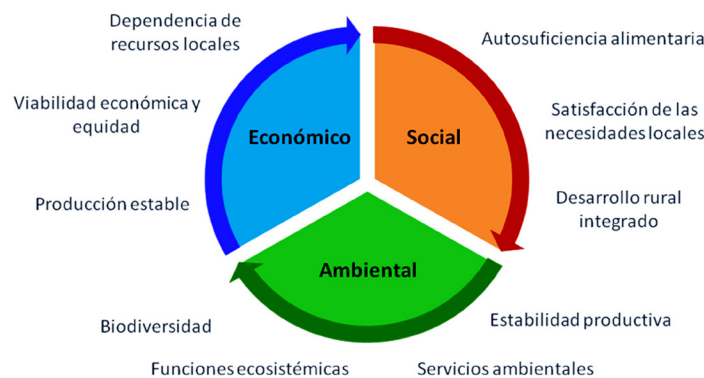 Dependencia de
recursos locales
Autosuficiencia alimentaria
Viabilidad económica y
equidad
Económico
Social
Satisfacción de las
necesidades locales
Producción estable
Desarrollo rural
integrado
Ambiental
Biodiversidad
Estabilidad productiva
Funciones ecosistémicas
Servicios ambientales